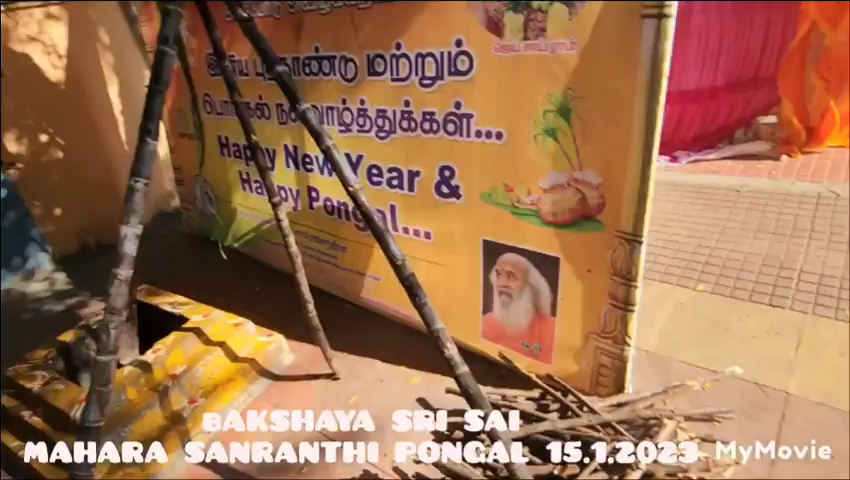 ஜெய் சாய்ராம்
புத்தாண்டு மற்றும்
பொங்கல் நல்வாழ்த்துக்கள்....
Happy New Year &
Happy Pongal...
BAKSHAYA SRI SAI
MAHARA SANRANTHI PONGAL 15.1.2023
MyMovie